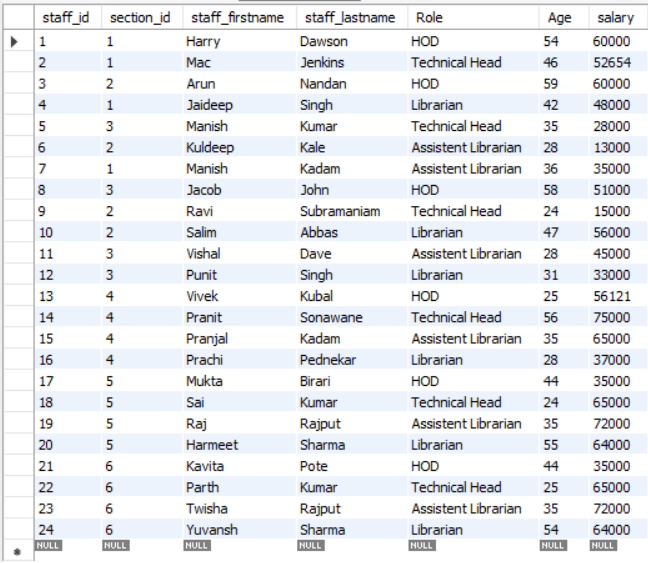 staff_id section_id staff_firstname staff_lastname Role Age salary
1 1 Harry Dawson HOD 54 60000
2 1 Mac Jenkins Technical Head 46 52654
3 2 Arun Nandan HOD 59 60000
4 1 Jaideep Singh Librarian 42 48000
5 3 Manish Kumar Technical Head 35 28000
6 2 Kuldeep Kale Assistent Librarian 28 13000
7 1 Manish Kadam Assistent Librarian 36 35000
8 3 Jacob John HOD 58 51000
9 2 Ravi Subramaniam Technical Head 24 15000
10 2 Salim Abbas Librarian 47 56000
11 3 Vishal Dave Assistent Librarian 28 45000
12 3 Punit Singh Librarian 31 33000
13 4 Vivek Kubal HOD 25 56121
14 4 Pranit Sonawane Technical Head 56 75000
15 4 Pranjal Kadam Assistent Librarian 35 65000
16 4 Prachi Pednekar Librarian 28 37000
17 5 Mukta Birari HOD 44 35000
18 5 Sai Kumar Technical Head 24 65000
19 5 Raj Rajput Assistent Librarian 35 72000
20 5 Harmeet Sharma Librarian 55 64000
21 6 Kavita Pote HOD 44 35000
22 6 Parth Kumar Technical Head 25 65000
23 6 Twisha Rajput Assistent Librarian 35 72000
24 6 Yuvansh Sharma Librarian 54 64000
NULL NULL NULL NULL NULL NULL NULL